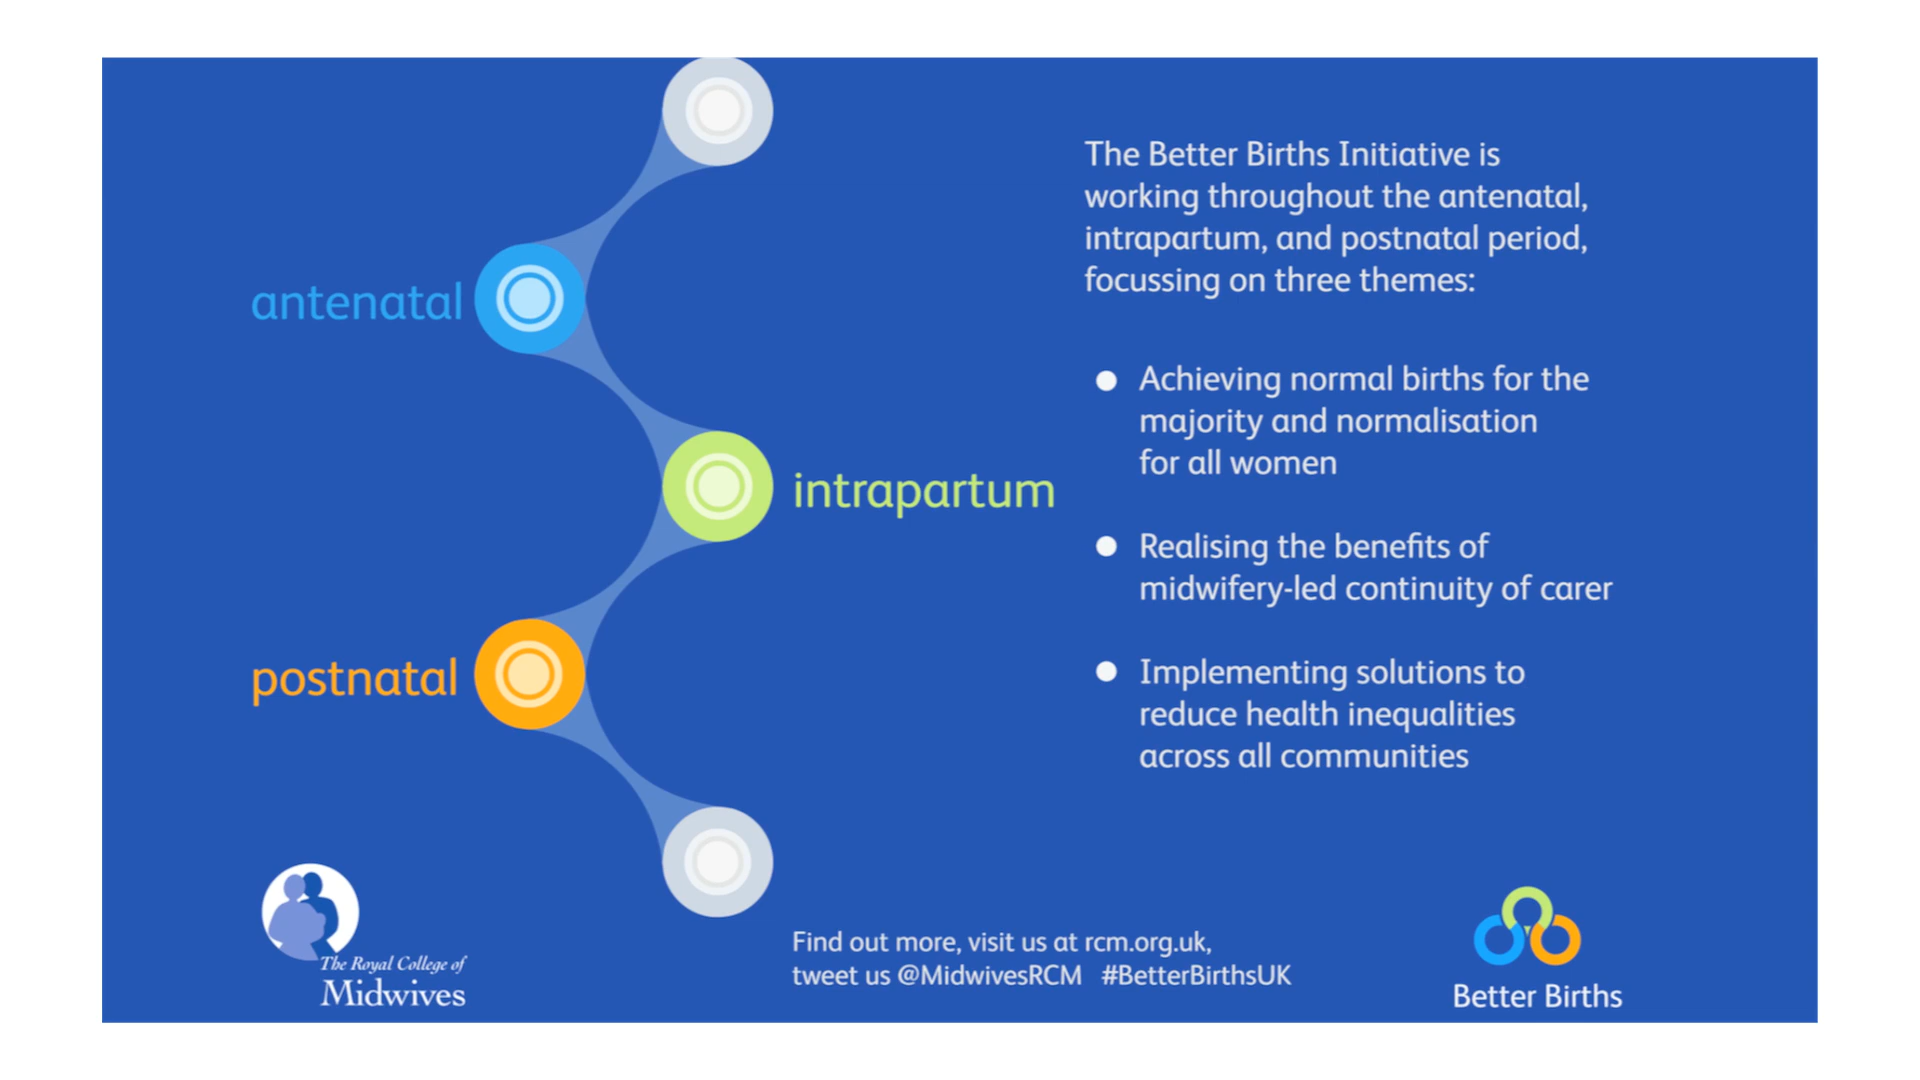 antenatal
intrapartum
postnatal
The Better Births Initiative is
working throughout the antenatal,
intrapartum, and postnatal period,
focussing on three themes:
Achieving normal births for the
majority and normalisation
for all women
Realising the benefits of
midwifery-led continuity of carer
Implementing solutions to
reduce health inequalities
across all communities
The Royal College of
Midwives
Find out more, visit us at rcm.org.uk,
tweet us @MidwivesRCM #BetterBirthsUK
Better Births